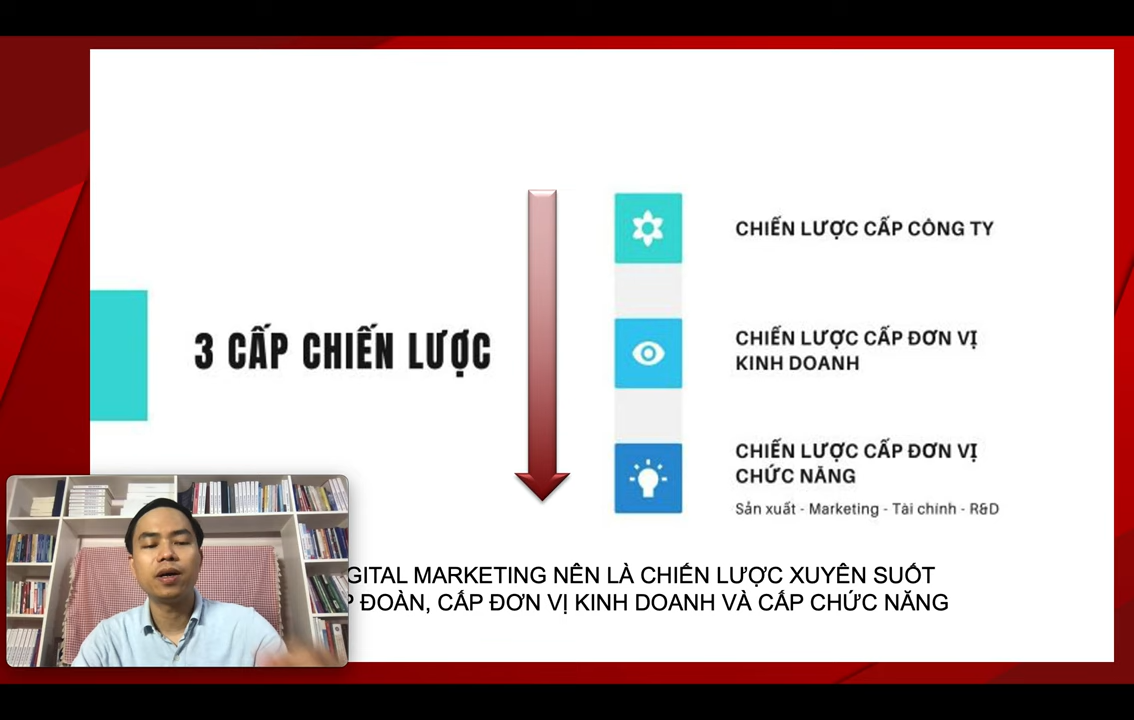 3 CẤP CHIẾN LƯỢC
CHIẾN LƯỢC CẤP CÔNG TY
CHIẾN LƯỢC CẤP ĐƠN VỊ
KINH DOANH
CHIẾN LƯỢC CẤP ĐƠN VỊ
CHỨC NĂNG
Sản xuất - Marketing - Tài chính - R&D
GITAL MARKETING NÊN LÀ CHIẾN LƯỢC XUYÊN SUỐT
ĐOÀN, CẤP ĐƠN VỊ KINH DOANH VÀ CẤP CHỨC NĂNG